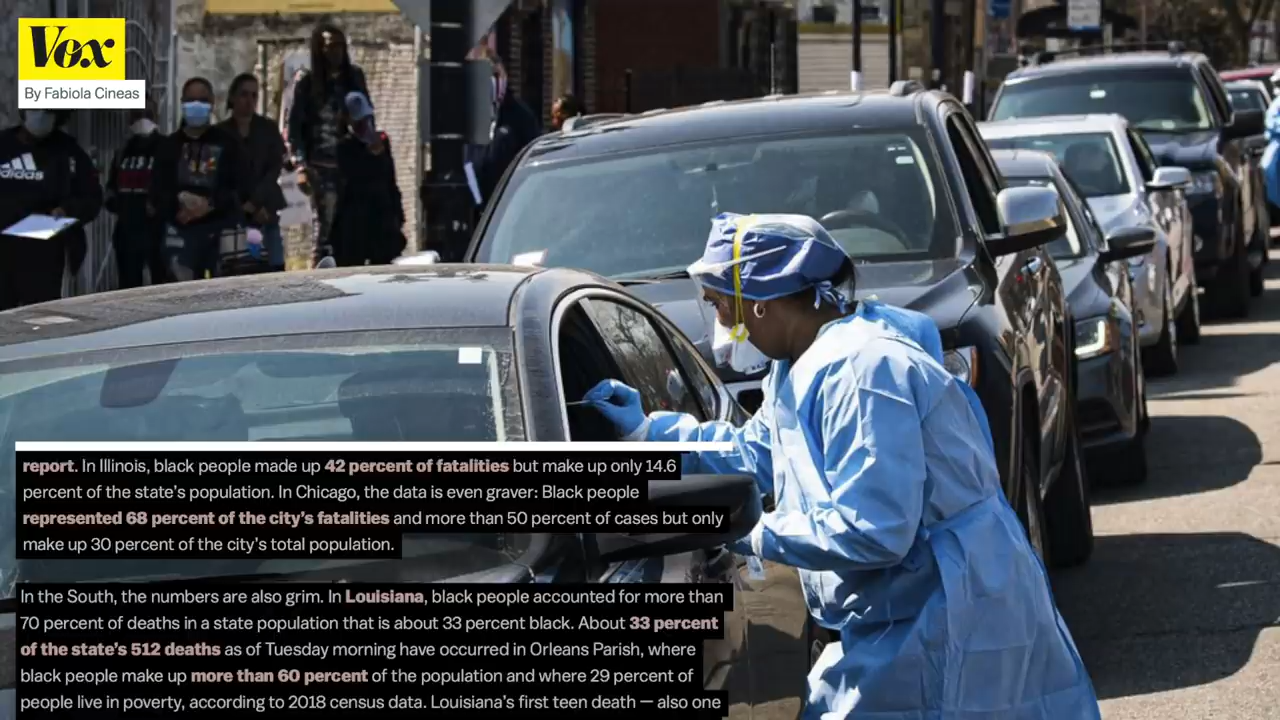 Vox
By Fabiola Cineas
adidas
report. In Illinois, black people made up 42 percent of fatalities but make up only 14.6
percent of the state’s population. In Chicago, the data is even graver: Black people
represented 68 percent of the city’s fatalities and more than 50 percent of cases but only
make up 30 percent of the city’s total population.
In the South, the numbers are also grim. In Louisiana, black people accounted for more than
70 percent of deaths in a state population that is about 33 percent black. About 33 percent
of the state’s 512 deaths as of Tuesday morning have occurred in Orleans Parish, where
black people make up more than 60 percent of the population and where 29 percent of
people live in poverty, according to 2018 census data. Louisiana’s first teen death — also one